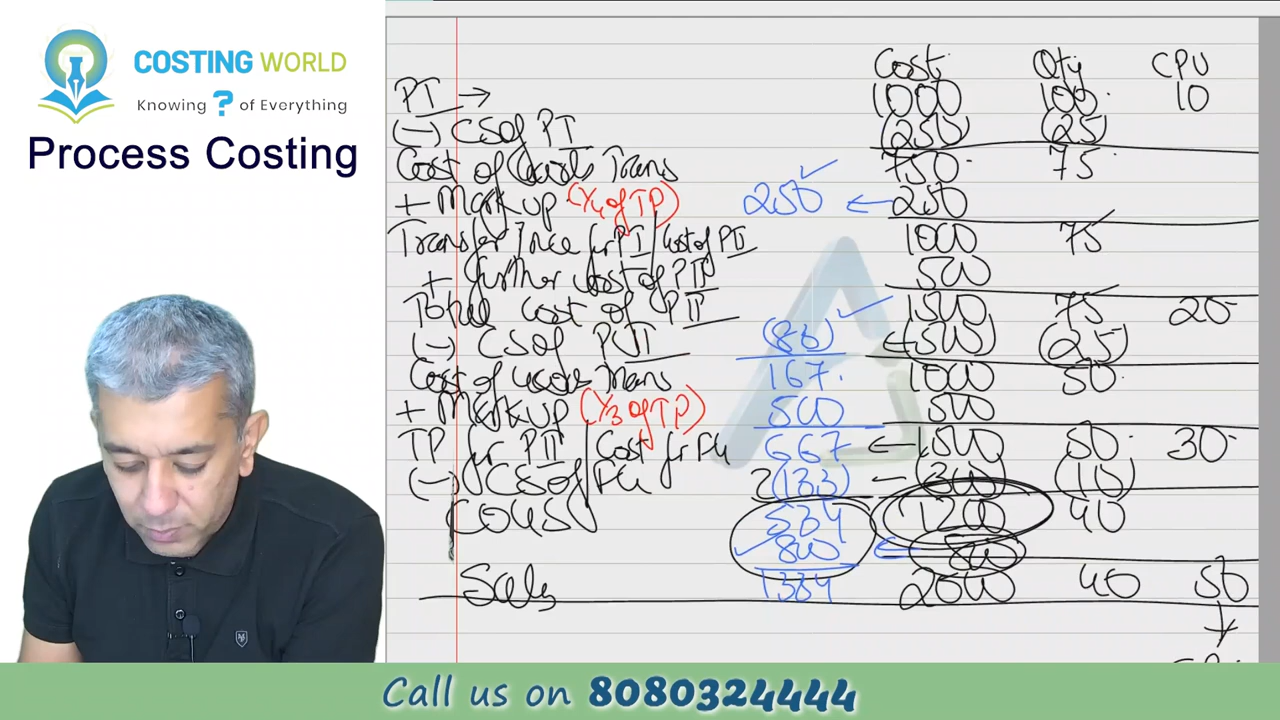 COSTING WORLD
Knowing ? of Everything
Process Costing
Cost Qty CPU
PI → 1000 100 10
(-) CS of PI (250) (25)
Cost of Goods Trans 750 75
+ Markup (1/4 of TP) 250 ← 250
Transfer Price for PI / Cost of PII 1000 75
+ further cost of PII 500
Total Cost of PII 1500 75 20
(-) CS of PII (83) ← 500) (25)
Cost of Goods Trans 167 1000 50
+ Markup (1/3 of TP) 500 500
TP for PII / Cost for FG 667 ← 1500 50 30
(-) CS of FG (133) ← (300) (10)
COGS 534 1200 40
800 ← 800
Sales 1334 2000 40 50
Call us on 8080324444